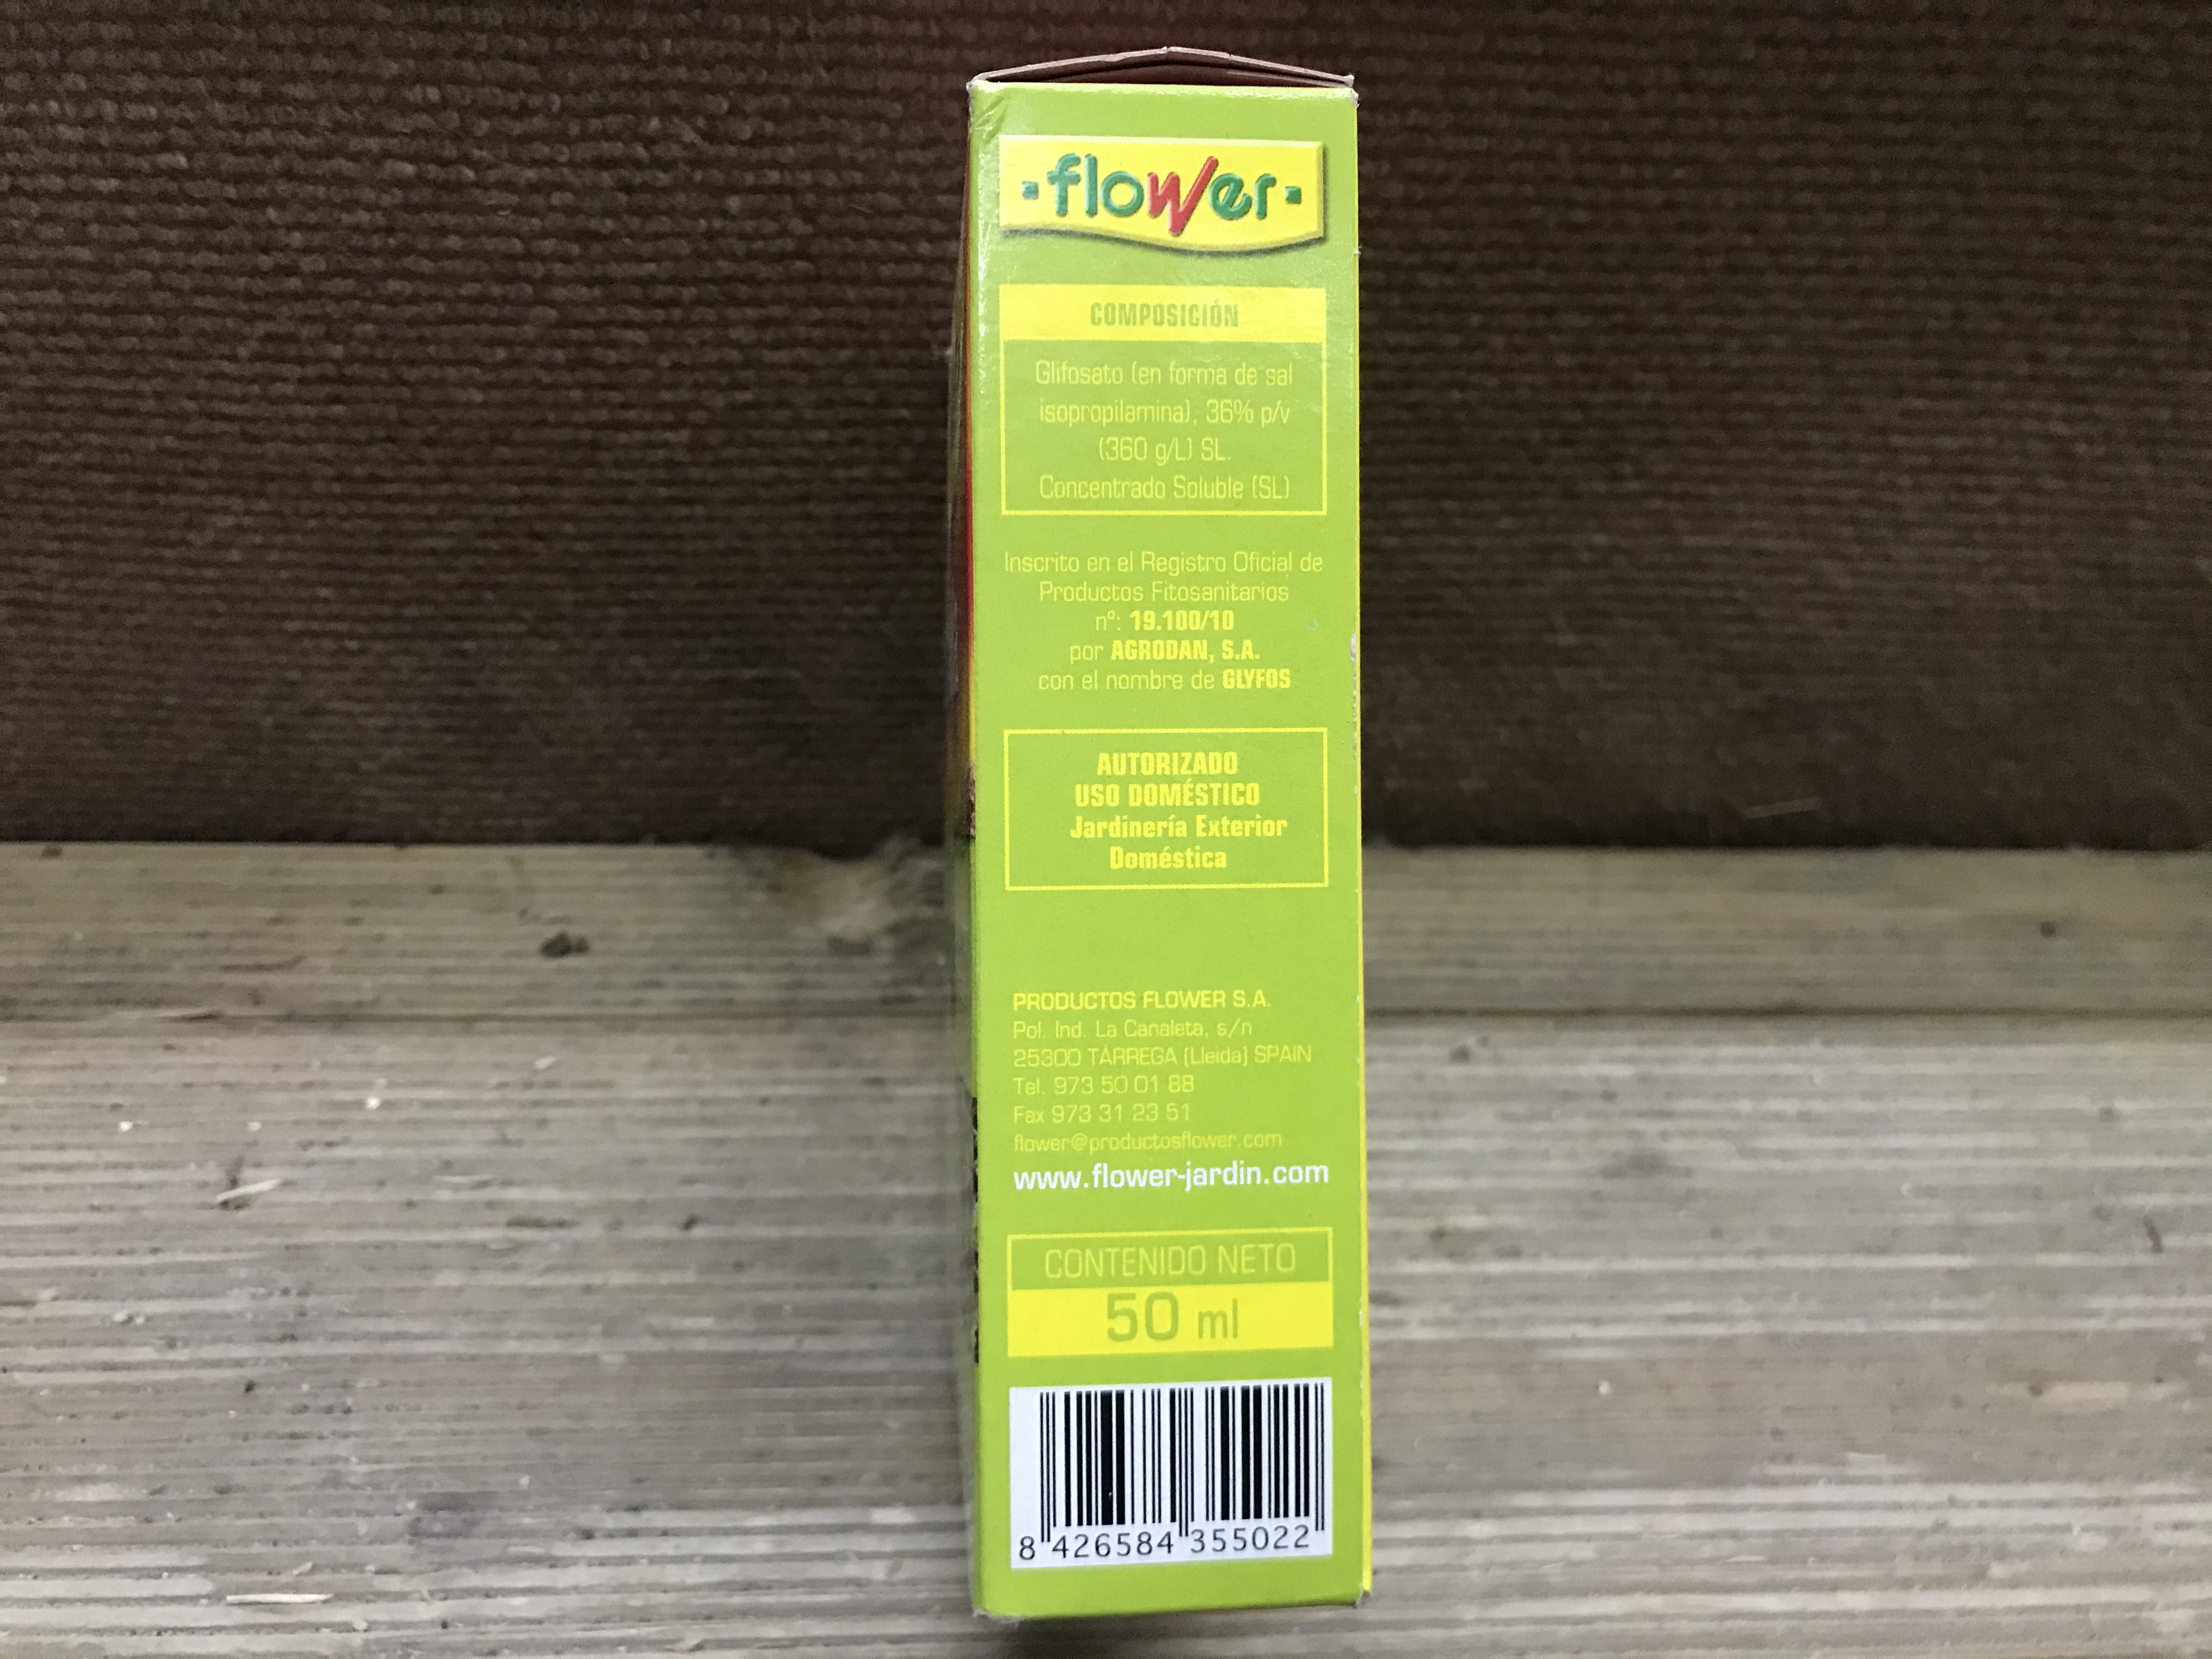 ·flower·
COMPOSICIÓN
Glifosato (en forma de sal
isopropilamina), 36% p/v
(360 g/L) SL.
Concentrado Soluble (SL)
Inscrito en el Registro Oficial de
Productos Fitosanitarios
nº: 19.100/10
por AGRODAN, S.A.
con el nombre de GLYFOS
AUTORIZADO
USO DOMÉSTICO
Jardinería Exterior
Doméstica
PRODUCTOS FLOWER S.A.
Pol. Ind. La Canaleta, s/n
25300 TÀRREGA (Lleida) SPAIN
Tel. 973 50 01 88
Fax 973 31 23 51
flower@productosflower.com
www.flower-jardin.com
CONTENIDO NETO
50 ml
8 426584 355022